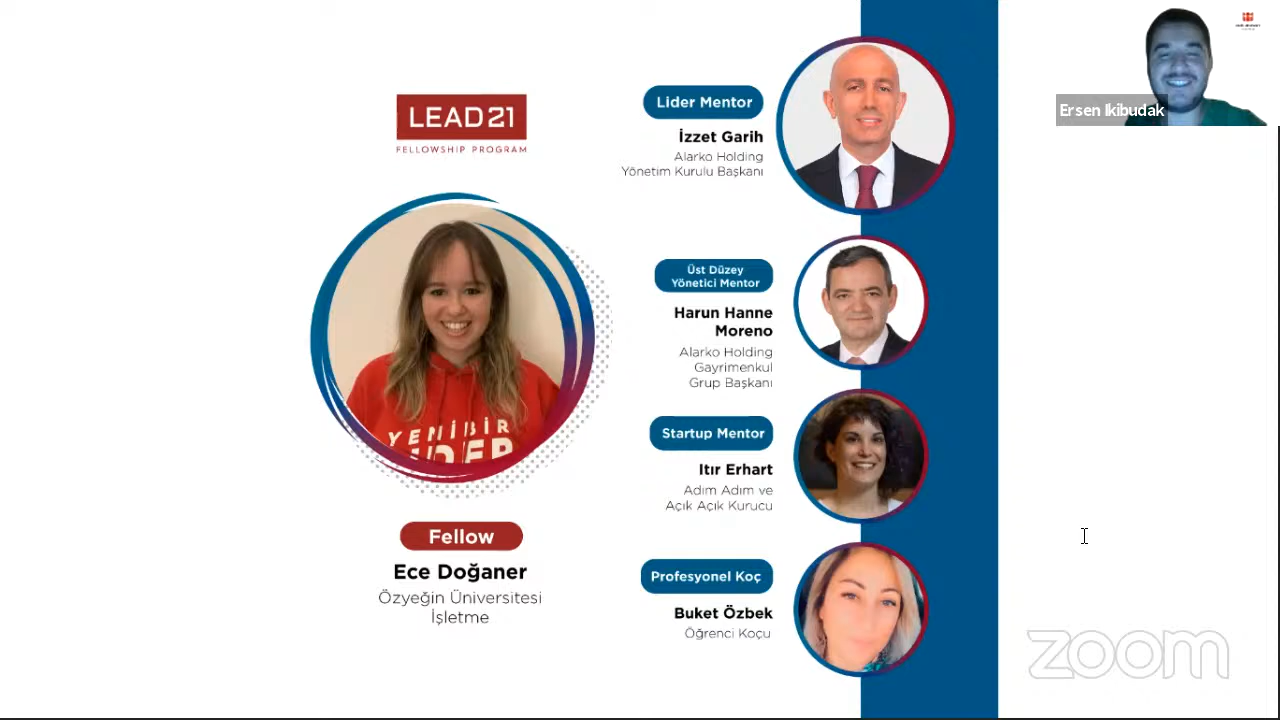 LEAD21
FELLOWSHIP PROGRAM
YENİBİR
Fellow
Ece Doğaner
Özyeğin Üniversitesi
İşletme
Lider Mentor
İzzet Garih
Alarko Holding
Yönetim Kurulu Başkanı
Üst Düzey
Yönetici Mentor
Harun Hanne
Moreno
Alarko Holding
Gayrimenkul
Grup Başkanı
Startup Mentor
Itır Erhart
Adım Adım ve
Açık Açık Kurucu
Profesyonel Koç
Buket Özbek
Öğrenci Koçu
Ersen Ikibudak
zoom